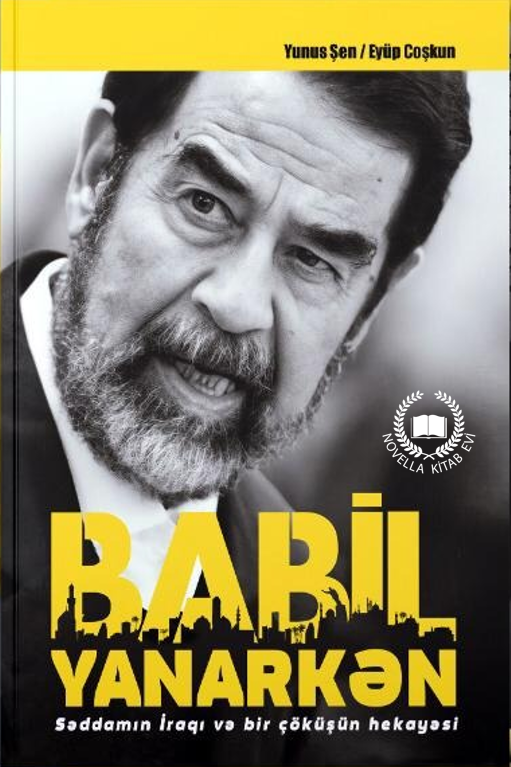 Yunus Şen / Eyüp Coşkun
NOVELLA KİTAB EVİ
BABİL
YANARKƏN
Səddamın İraqı və bir çöküşün hekayəsi